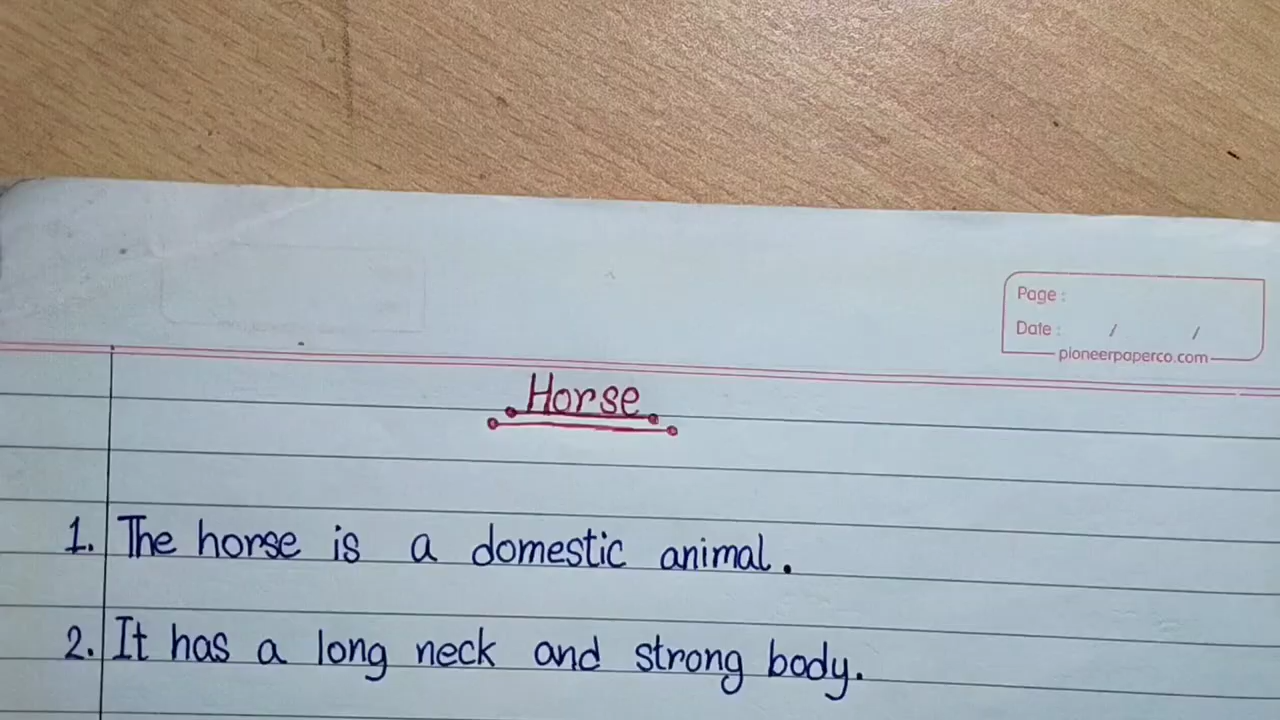 Page :
Date : / /
pioneerpaperco.com
Horse
1. The horse is a domestic animal.
2. It has a long neck and strong body.